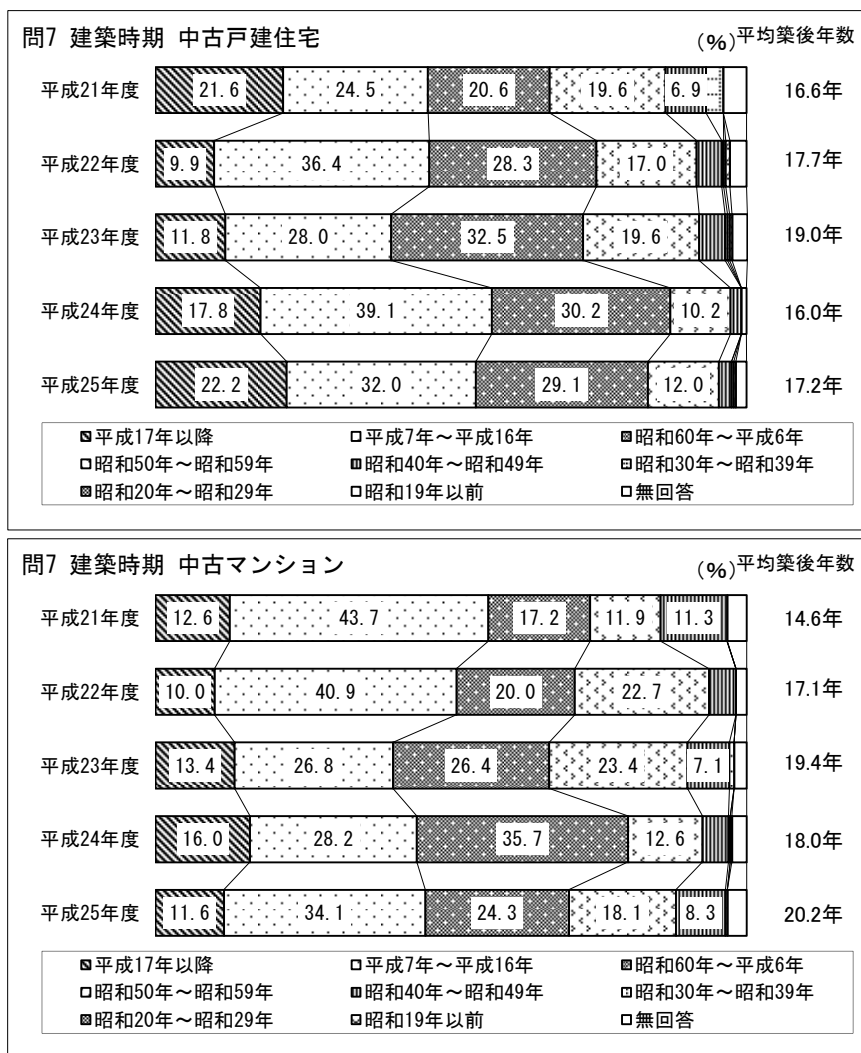 問7 建築時期 中古戸建住宅 (%) 平均築後年数
平成21年度 21.6 24.5 20.6 19.6 6.9 16.6年
平成22年度 9.9 36.4 28.3 17.0 17.7年
平成23年度 11.8 28.0 32.5 19.6 19.0年
平成24年度 17.8 39.1 30.2 10.2 16.0年
平成25年度 22.2 32.0 29.1 12.0 17.2年
平成17年以降 平成7年～平成16年 昭和60年～平成6年
昭和50年～昭和59年 昭和40年～昭和49年 昭和30年～昭和39年
昭和20年～昭和29年 昭和19年以前 無回答
問7 建築時期 中古マンション (%) 平均築後年数
平成21年度 12.6 43.7 17.2 11.9 11.3 14.6年
平成22年度 10.0 40.9 20.0 22.7 17.1年
平成23年度 13.4 26.8 26.4 23.4 7.1 19.4年
平成24年度 16.0 28.2 35.7 12.6 18.0年
平成25年度 11.6 34.1 24.3 18.1 8.3 20.2年
平成17年以降 平成7年～平成16年 昭和60年～平成6年
昭和50年～昭和59年 昭和40年～昭和49年 昭和30年～昭和39年
昭和20年～昭和29年 昭和19年以前 無回答